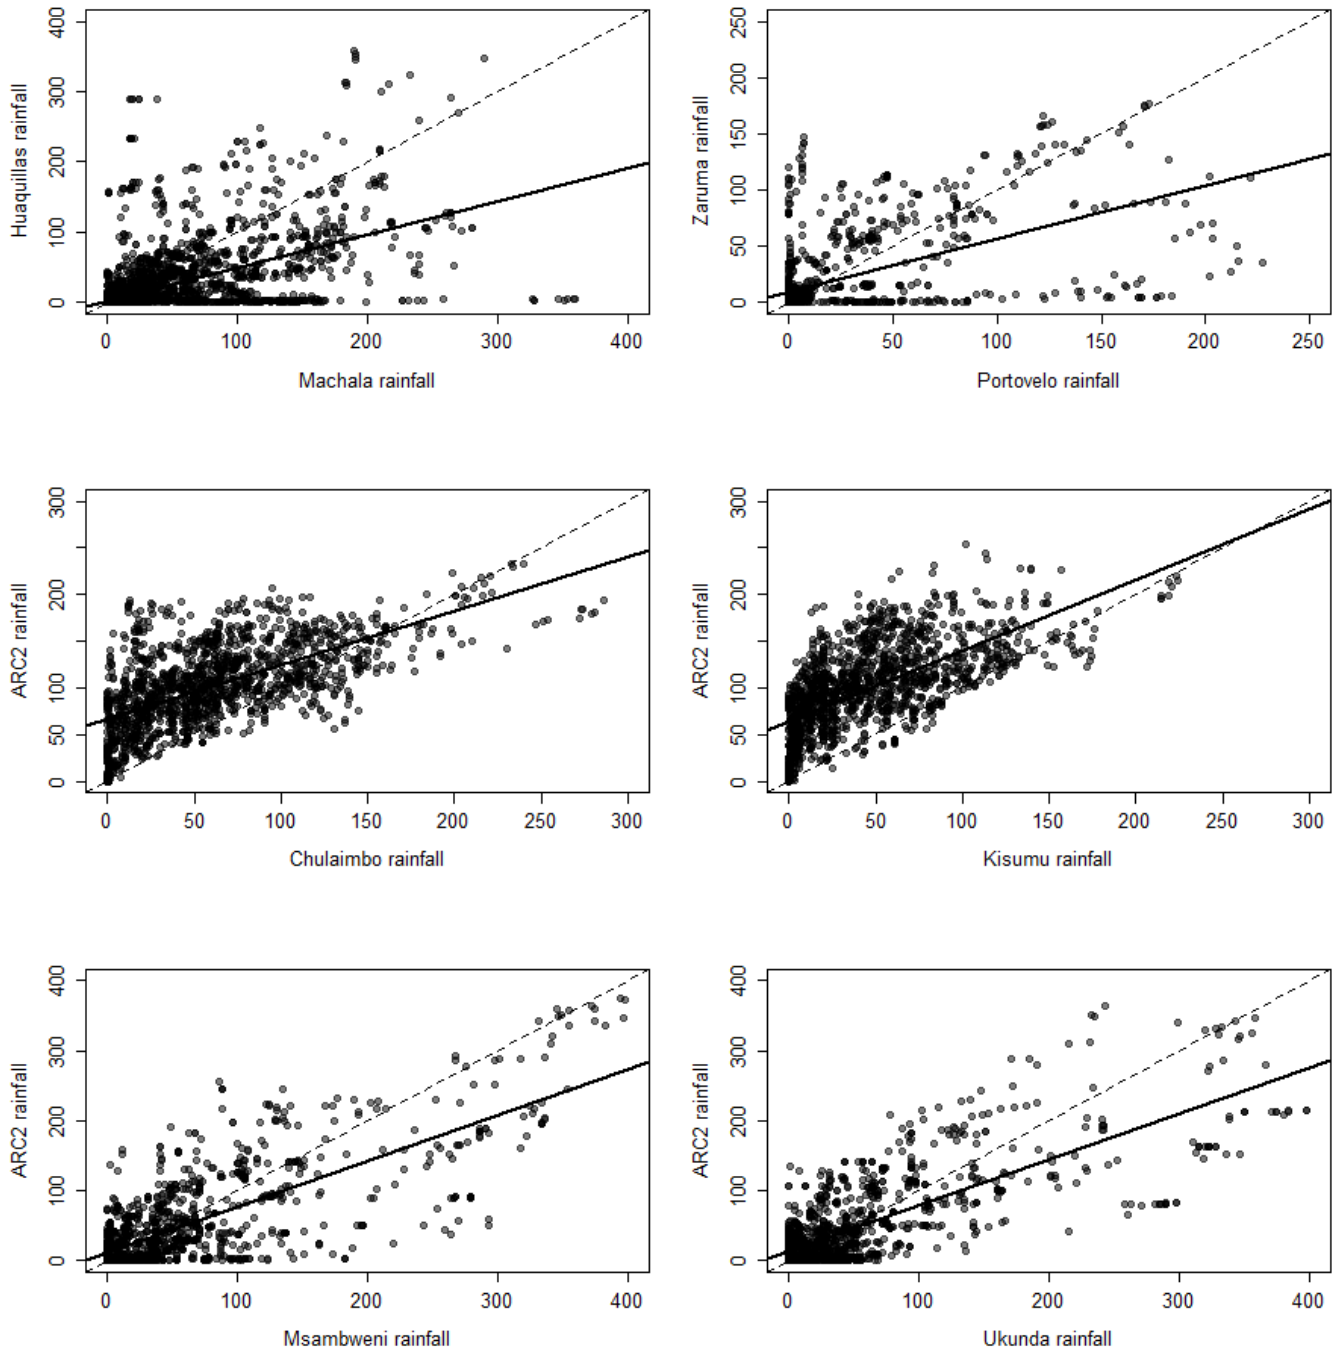 Huaquillas rainfall
0 100 200 300 400
0 100 200 300 400
Machala rainfall
Zaruma rainfall
0 50 100 150 200 250
0 50 100 150 200 250
Portovelo rainfall
ARC2 rainfall
0 50 100 200 300
0 50 100 150 200 250 300
Chulaimbo rainfall
ARC2 rainfall
0 50 100 200 300
0 50 100 150 200 250 300
Kisumu rainfall
ARC2 rainfall
0 100 200 300 400
0 100 200 300 400
Msambweni rainfall
ARC2 rainfall
0 100 200 300 400
0 100 200 300 400
Ukunda rainfall